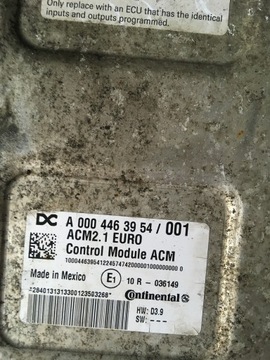 Only replace with an ECU that has the identical
inputs and outputs programmed.
DC A 000 446 39 54 / 001
ACM2.1 EURO
Control Module ACM
Made in Mexico
E1
10 R - 036149
Continental
HW: D3.9
SW: ---